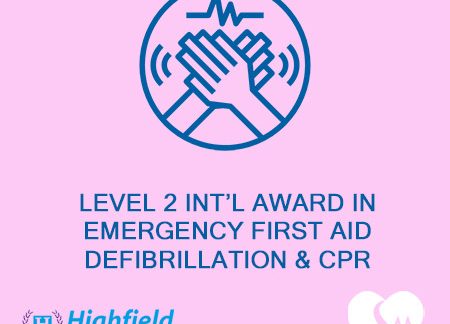 LEVEL 2 INT'L AWARD IN
EMERGENCY FIRST AID
DEFIBRILLATION & CPR
Highfield